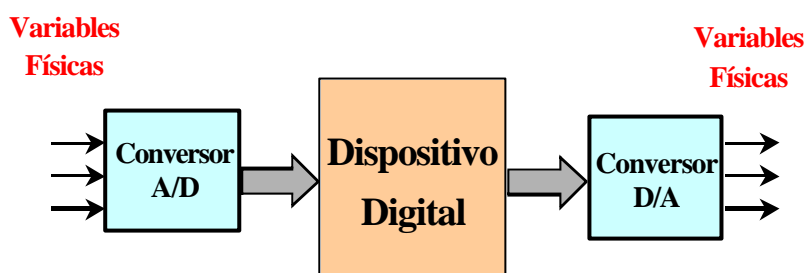 Variables
Físicas
Conversor
A/D
Dispositivo
Digital
Conversor
D/A
Variables
Físicas